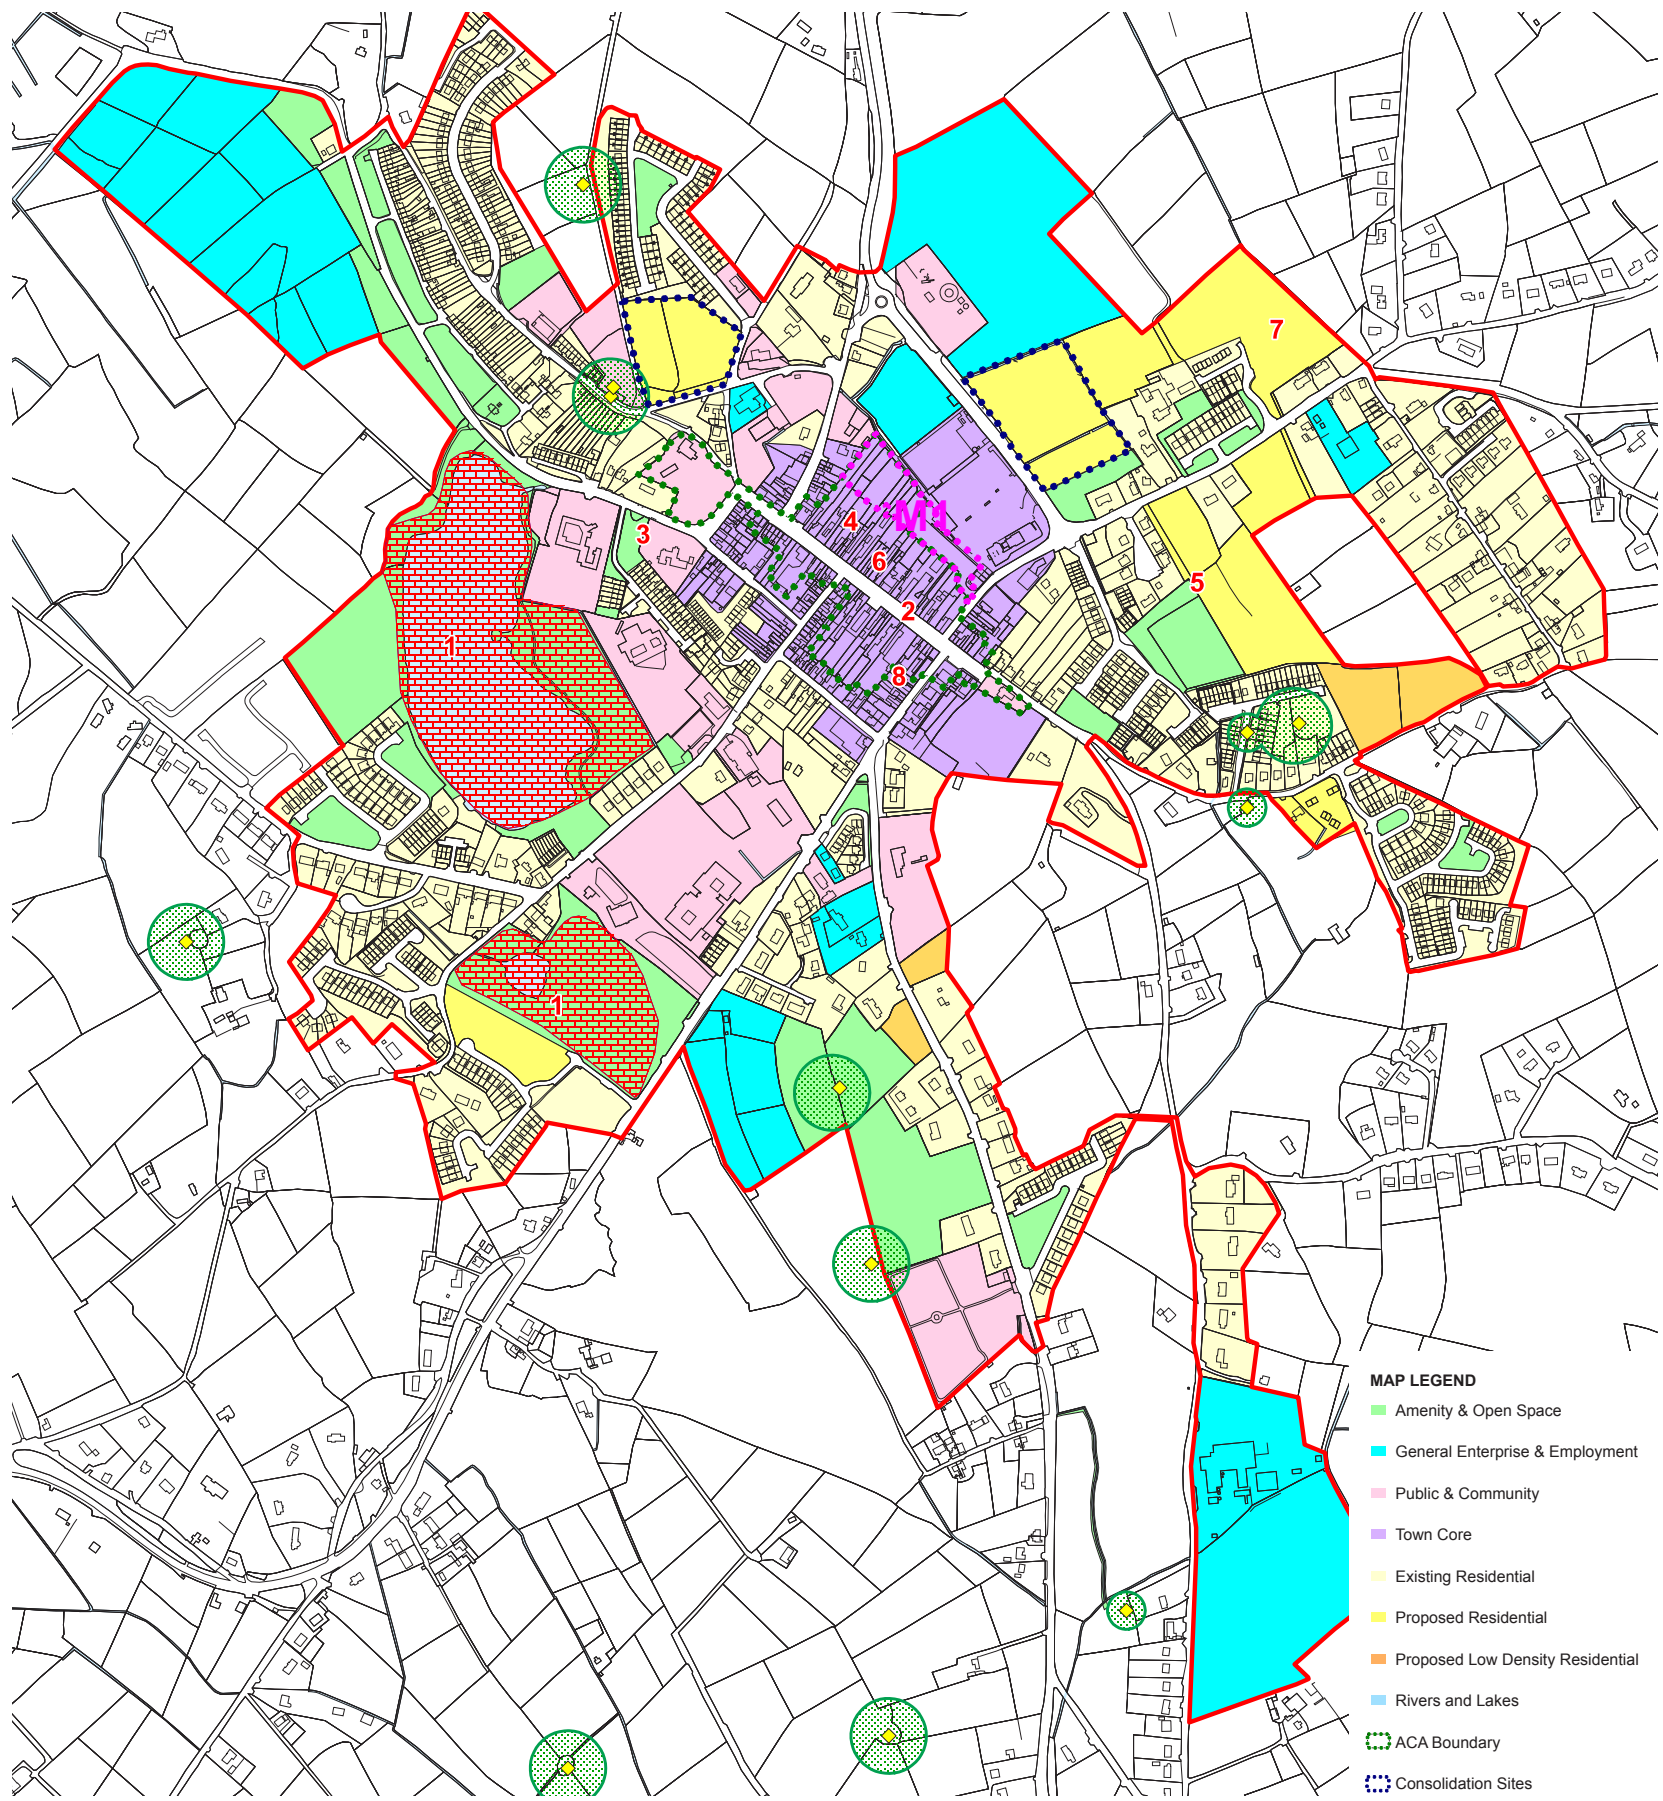 7
3
4
M1
6
5
2
1
8
1
MAP LEGEND
Amenity & Open Space
General Enterprise & Employment
Public & Community
Town Core
Existing Residential
Proposed Residential
Proposed Low Density Residential
Rivers and Lakes
ACA Boundary
Consolidation Sites